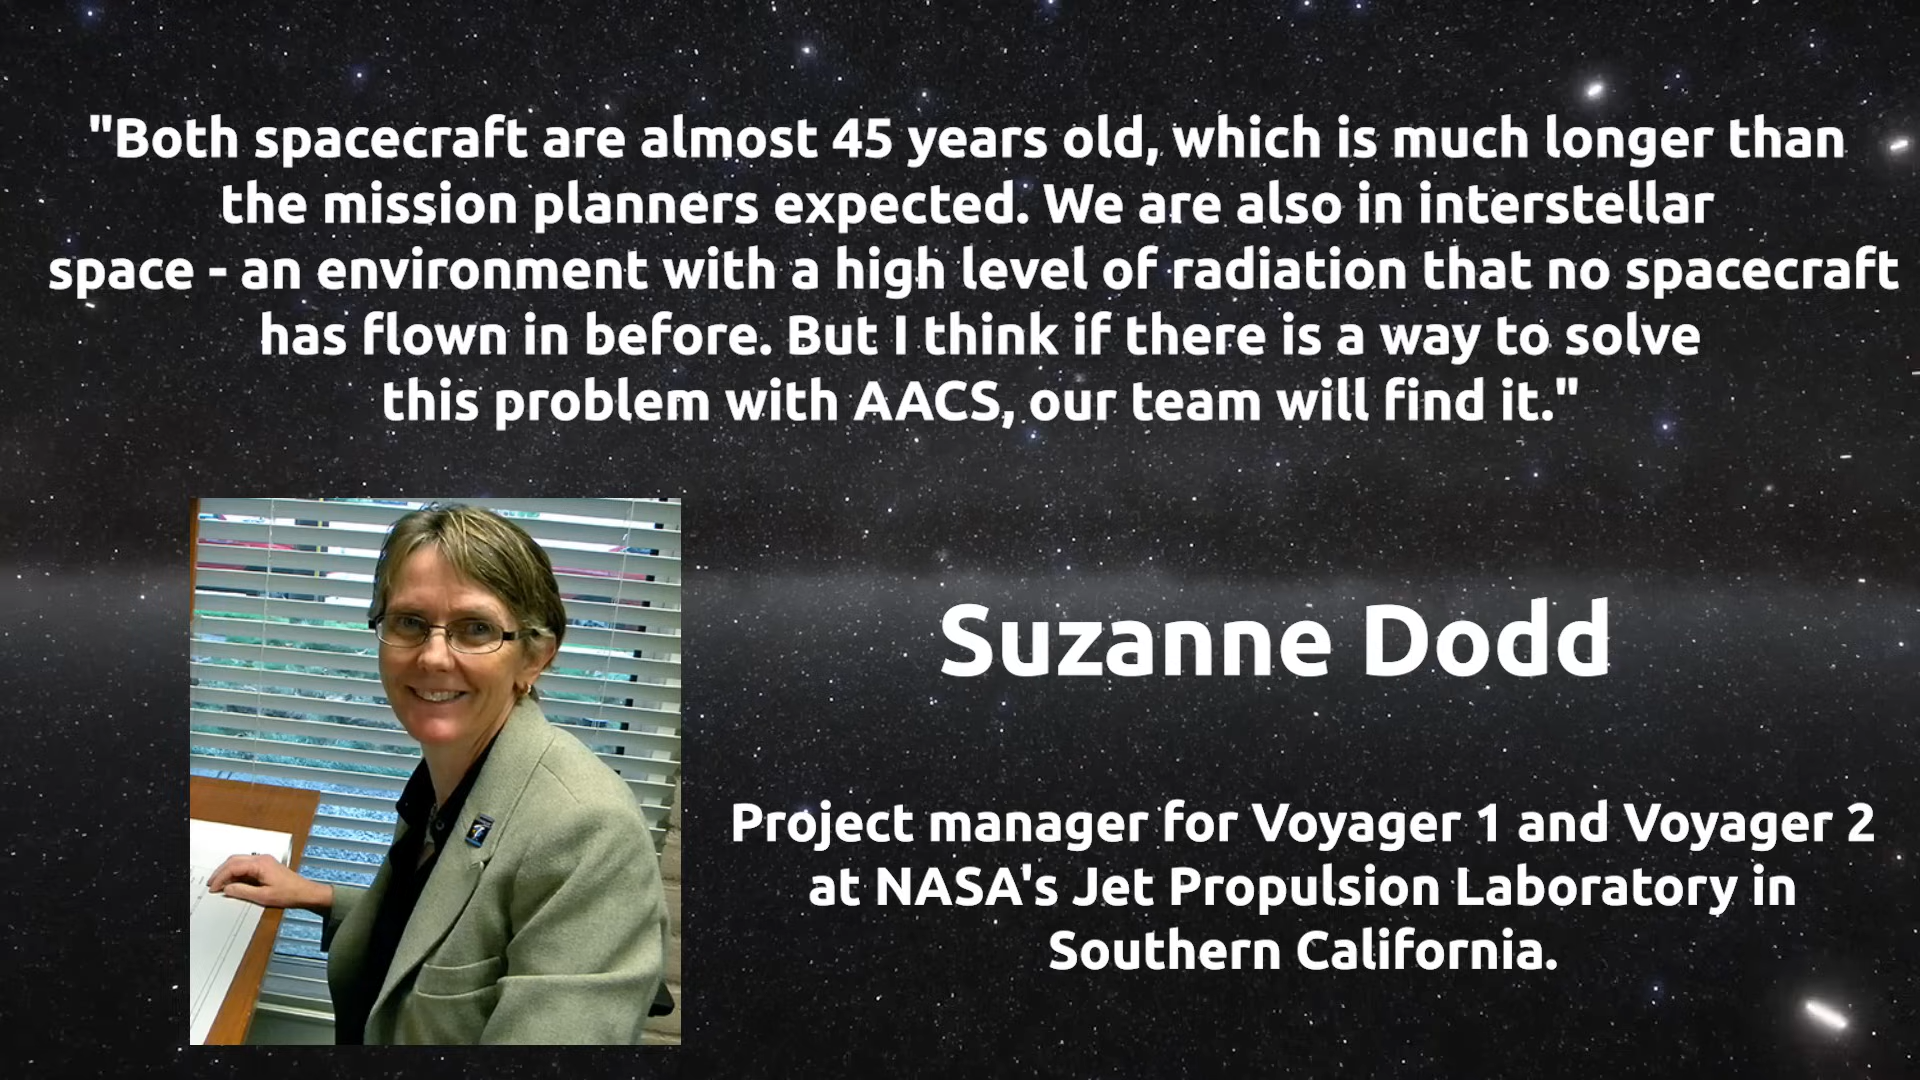 "Both spacecraft are almost 45 years old, which is much longer than
the mission planners expected. We are also in interstellar
space - an environment with a high level of radiation that no spacecraft
has flown in before. But I think if there is a way to solve
this problem with AACS, our team will find it."
Suzanne Dodd
Project manager for Voyager 1 and Voyager 2
at NASA's Jet Propulsion Laboratory in
Southern California.